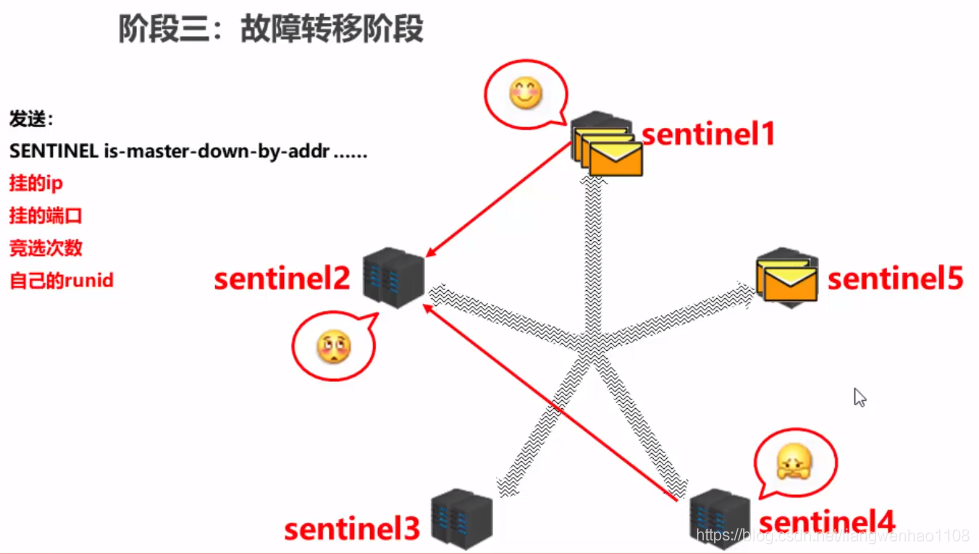 阶段三：故障转移阶段
发送：
SENTINEL is-master-down-by-addr ......
挂的ip
挂的端口
竞选次数
自己的runid
sentinel1
sentinel2
sentinel5
sentinel3
sentinel4
https://blog.csdn.net/liangwenhao1108